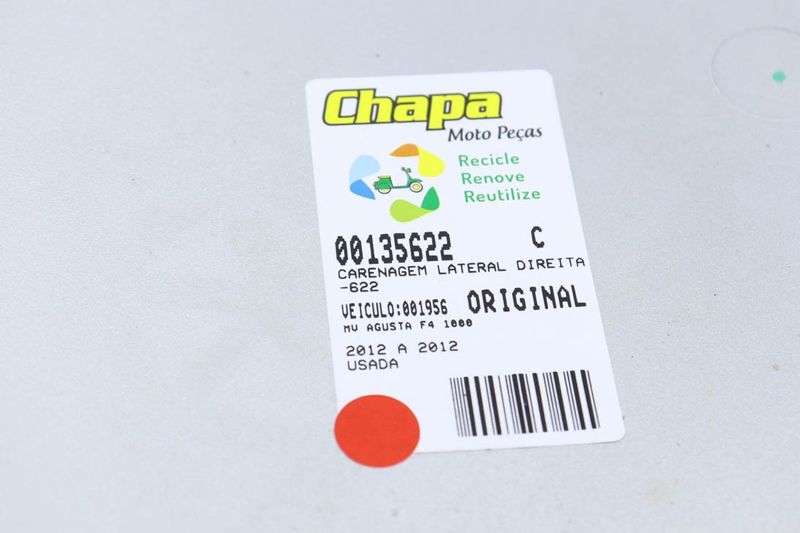 Chapa
Moto Peças
Recicle
Renove
Reutilize
00135622 C
CARENAGEM LATERAL DIREITA
-622
VEICULO:001956 ORIGINAL
MV AGUSTA F4 1000
2012 A 2012
USADA